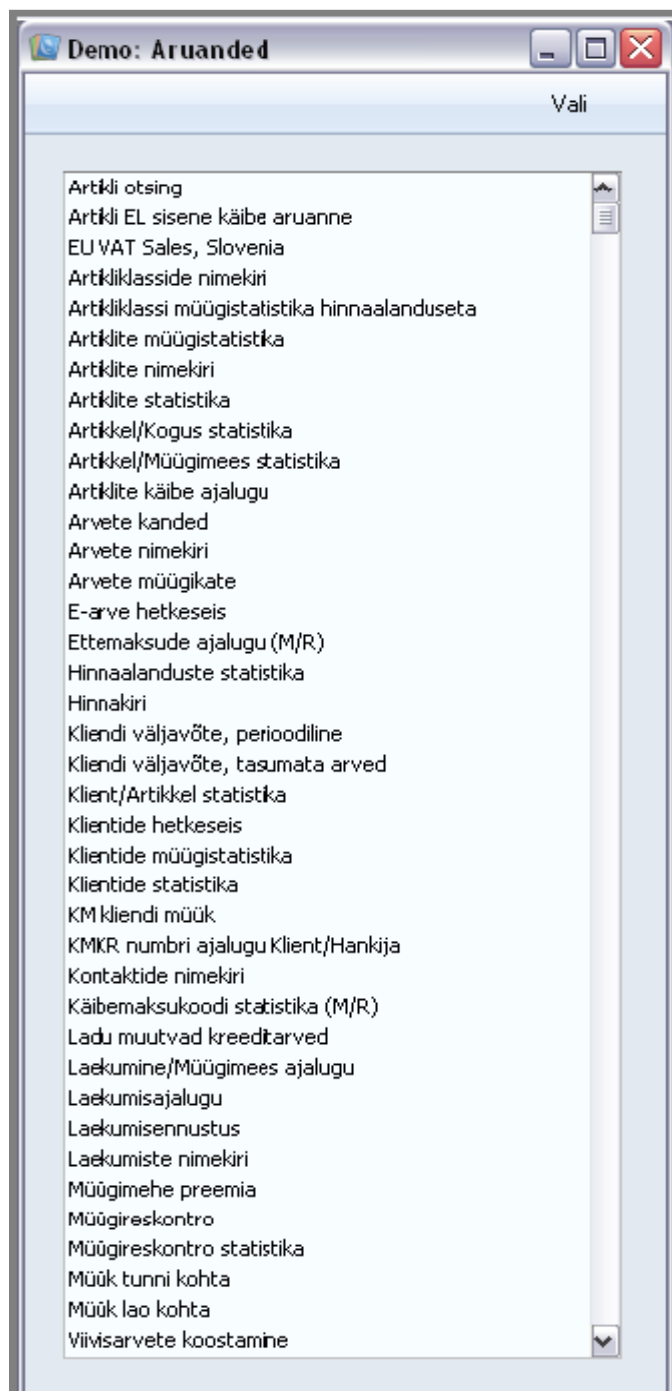 Demo: Aruanded
Vali
Artikli otsing
Artikli EL sisene käibe aruanne
EU VAT Sales, Slovenia
Artikliklasside nimekiri
Artikliklassi müügistatistika hinnaalanduseta
Artiklite müügistatistika
Artiklite nimekiri
Artiklite statistika
Artikkel/Kogus statistika
Artikkel/Müügimees statistika
Artiklite käibe ajalugu
Arvete kanded
Arvete nimekiri
Arvete müügikate
E-arve hetkeseis
Ettemaksude ajalugu (M/R)
Hinnaalanduste statistika
Hinnakiri
Kliendi väljavõte, perioodiline
Kliendi väljavõte, tasumata arved
Klient/Artikkel statistika
Klientide hetkeseis
Klientide müügistatistika
Klientide statistika
KM kliendi müük
KMKR numbri ajalugu Klient/Hankija
Kontaktide nimekiri
Käibemaksukoodi statistika (M/R)
Ladu muutvad kreeditarved
Laekumine/Müügimees ajalugu
Laekumisajalugu
Laekumisennustus
Laekumiste nimekiri
Müügimehe preemia
Müügireskontro
Müügireskontro statistika
Müük tunni kohta
Müük lao kohta
Viivisarvete koostamine